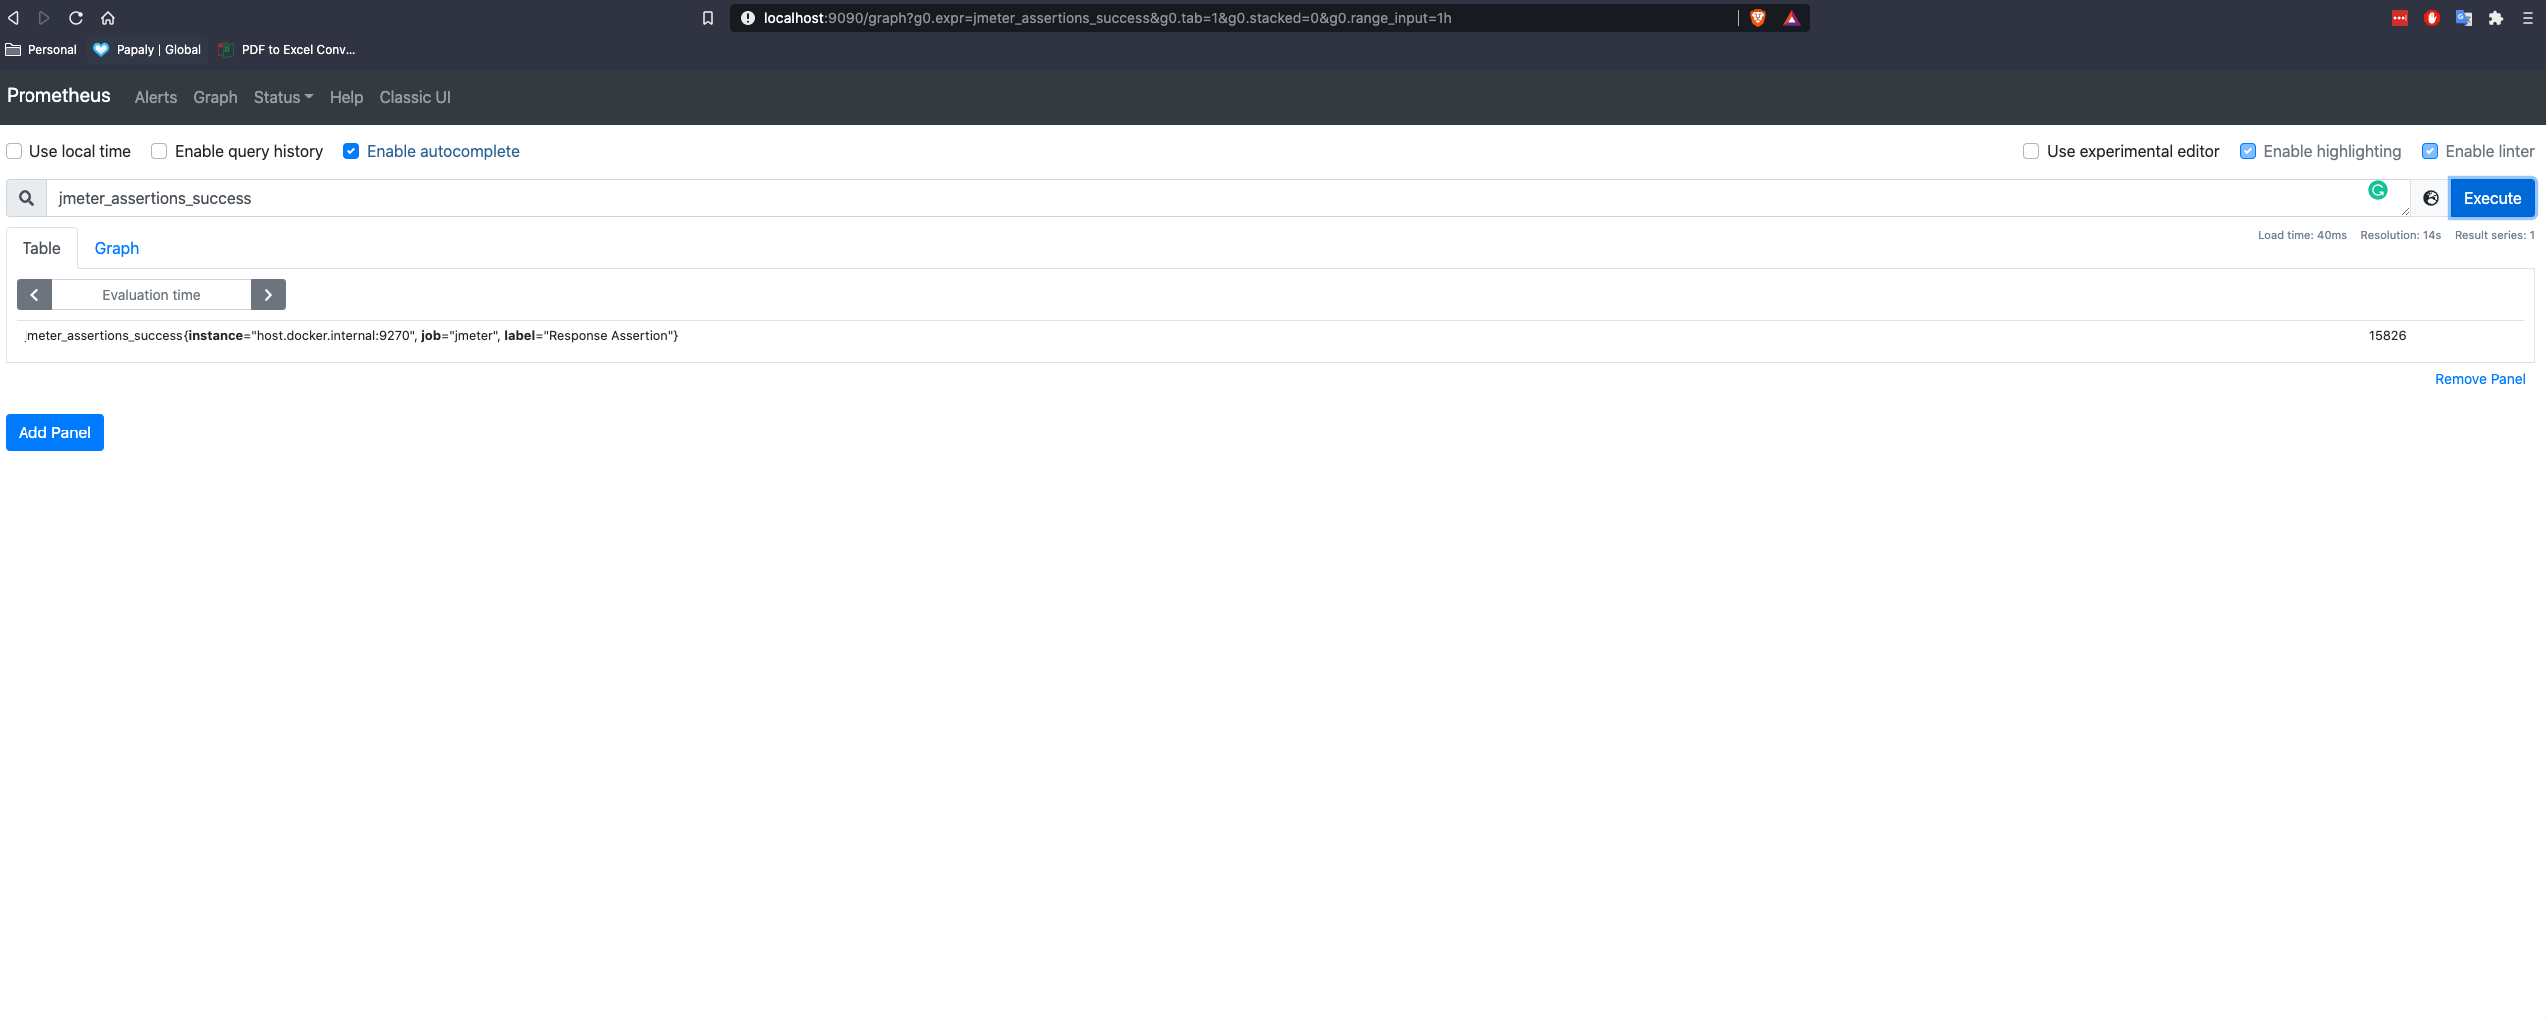 localhost:9090/graph?g0.expr=jmeter_assertions_success&g0.tab=1&g0.stacked=0&g0.range_input=1h
Personal Papaly | Global PDF to Excel Conv...
Prometheus Alerts Graph Status Help Classic UI
Use local time Enable query history Enable autocomplete Use experimental editor Enable highlighting Enable linter
jmeter_assertions_success Execute
Table Graph Load time: 40ms Resolution: 14s Result series: 1
Evaluation time
jmeter_assertions_success{instance="host.docker.internal:9270", job="jmeter", label="Response Assertion"} 15826
Remove Panel
Add Panel